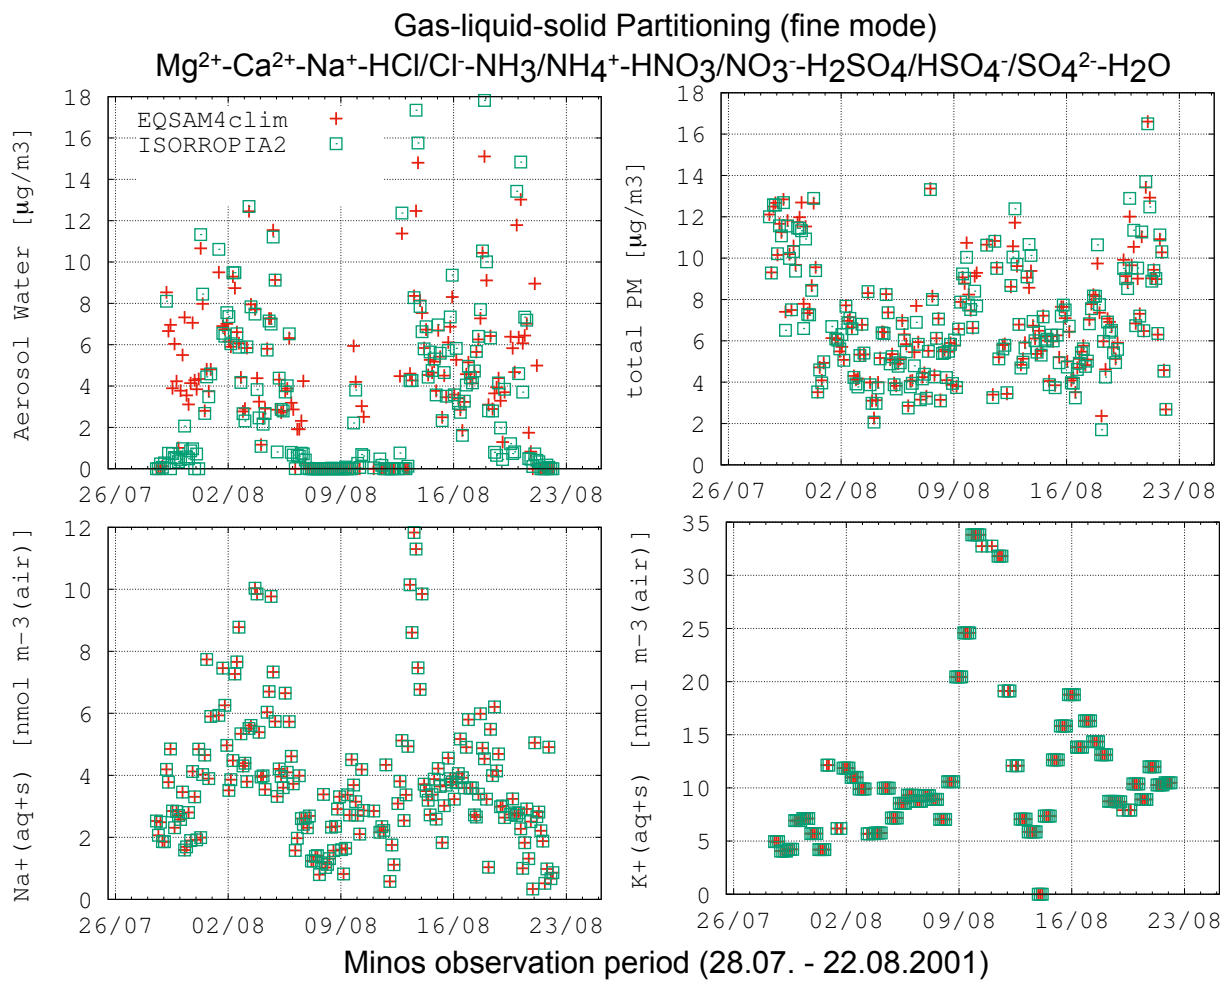 Gas-liquid-solid Partitioning (fine mode)
Mg²⁺-Ca²⁺-Na⁺-HCl/Cl⁻-NH₃/NH₄⁺-HNO₃/NO₃⁻-H₂SO₄/HSO₄⁻/SO₄²⁻-H₂O
Aerosol Water [µg/m3]
18
16
14
12
10
8
6
4
2
0
EQSAM4clim
ISORROPIA2
26/07 02/08 09/08 16/08 23/08
total PM [µg/m3]
18
16
14
12
10
8
6
4
2
0
26/07 02/08 09/08 16/08 23/08
Na+(aq+s) [nmol m-3(air)]
12
10
8
6
4
2
0
26/07 02/08 09/08 16/08 23/08
K+(aq+s) [nmol m-3(air)]
35
30
25
20
15
10
5
0
26/07 02/08 09/08 16/08 23/08
Minos observation period (28.07. - 22.08.2001)